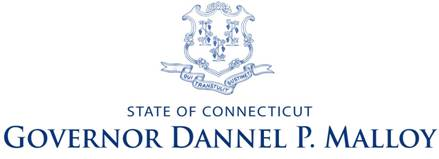 QUI TRANSTULIT SUSTINET
STATE OF CONNECTICUT
GOVERNOR DANNEL P. MALLOY